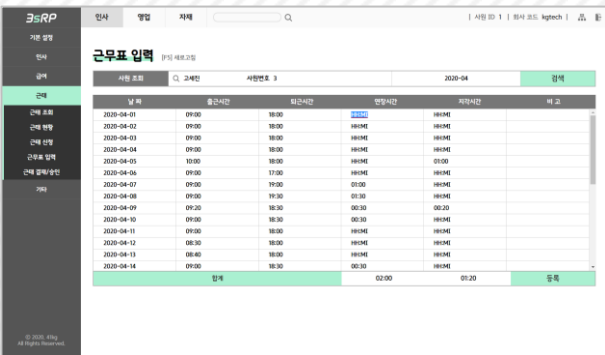 3sRP
인사 영업 자재
| 사원 ID 1 | 회사 코드 kgtech |
기본 설정
인사
급여
근태
근태 조회
근태 현황
근태 신청
근무표 입력
근태 결재/승인
기타
© 2020, 41kg
All Rights Reserved.
근무표 입력 [F5] 새로고침
사원 조회 고세진 사원번호 3 2020-04 검색
날 짜 출근시간 퇴근시간 연장시간 지각시간 비 고
2020-04-01 09:00 18:00 HH:MI HH:MI
2020-04-02 09:00 18:00 HH:MI HH:MI
2020-04-03 09:00 18:00 HH:MI HH:MI
2020-04-04 09:00 18:00 HH:MI HH:MI
2020-04-05 10:00 18:00 HH:MI 01:00
2020-04-06 09:00 17:00 HH:MI HH:MI
2020-04-07 09:00 19:00 01:00 HH:MI
2020-04-08 09:00 19:30 01:30 HH:MI
2020-04-09 09:20 18:30 00:30 00:20
2020-04-10 09:00 18:30 00:30 HH:MI
2020-04-11 09:00 18:00 HH:MI HH:MI
2020-04-12 08:30 18:00 HH:MI HH:MI
2020-04-13 08:40 18:00 HH:MI HH:MI
2020-04-14 09:00 18:30 00:30 HH:MI
합계 02:00 01:20 등록